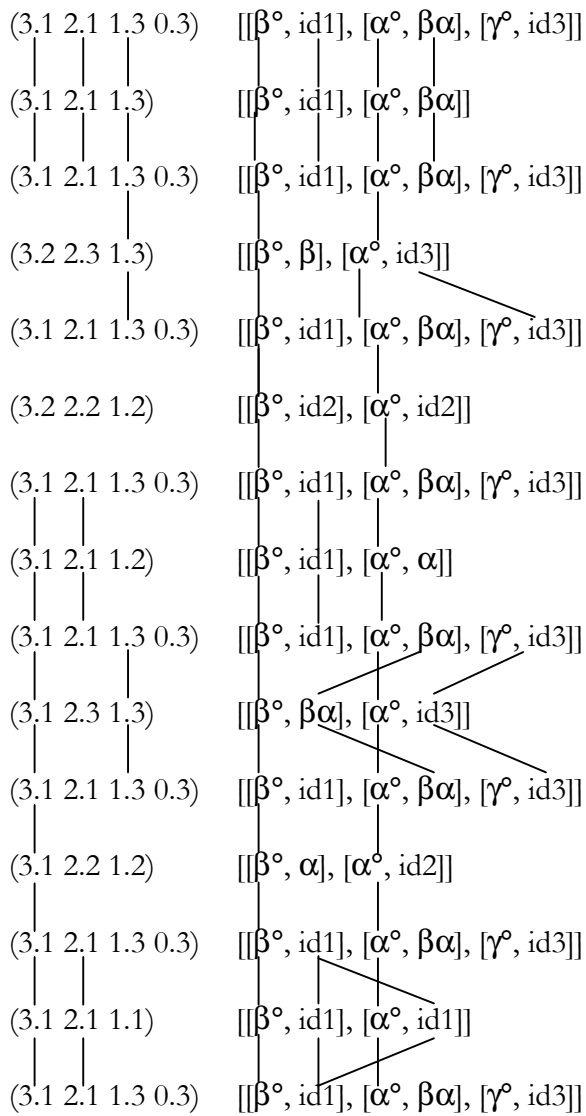 (3.1 2.1 1.3 0.3) [[β°, id1], [α°, βα], [γ°, id3]]
(3.1 2.1 1.3) [[β°, id1], [α°, βα]]
(3.1 2.1 1.3 0.3) [[β°, id1], [α°, βα], [γ°, id3]]
(3.2 2.3 1.3) [[β°, β], [α°, id3]]
(3.1 2.1 1.3 0.3) [[β°, id1], [α°, βα], [γ°, id3]]
(3.2 2.2 1.2) [[β°, id2], [α°, id2]]
(3.1 2.1 1.3 0.3) [[β°, id1], [α°, βα], [γ°, id3]]
(3.1 2.1 1.2) [[β°, id1], [α°, α]]
(3.1 2.1 1.3 0.3) [[β°, id1], [α°, βα], [γ°, id3]]
(3.1 2.3 1.3) [[β°, βα], [α°, id3]]
(3.1 2.1 1.3 0.3) [[β°, id1], [α°, βα], [γ°, id3]]
(3.1 2.2 1.2) [[β°, α], [α°, id2]]
(3.1 2.1 1.3 0.3) [[β°, id1], [α°, βα], [γ°, id3]]
(3.1 2.1 1.1) [[β°, id1], [α°, id1]]
(3.1 2.1 1.3 0.3) [[β°, id1], [α°, βα], [γ°, id3]]